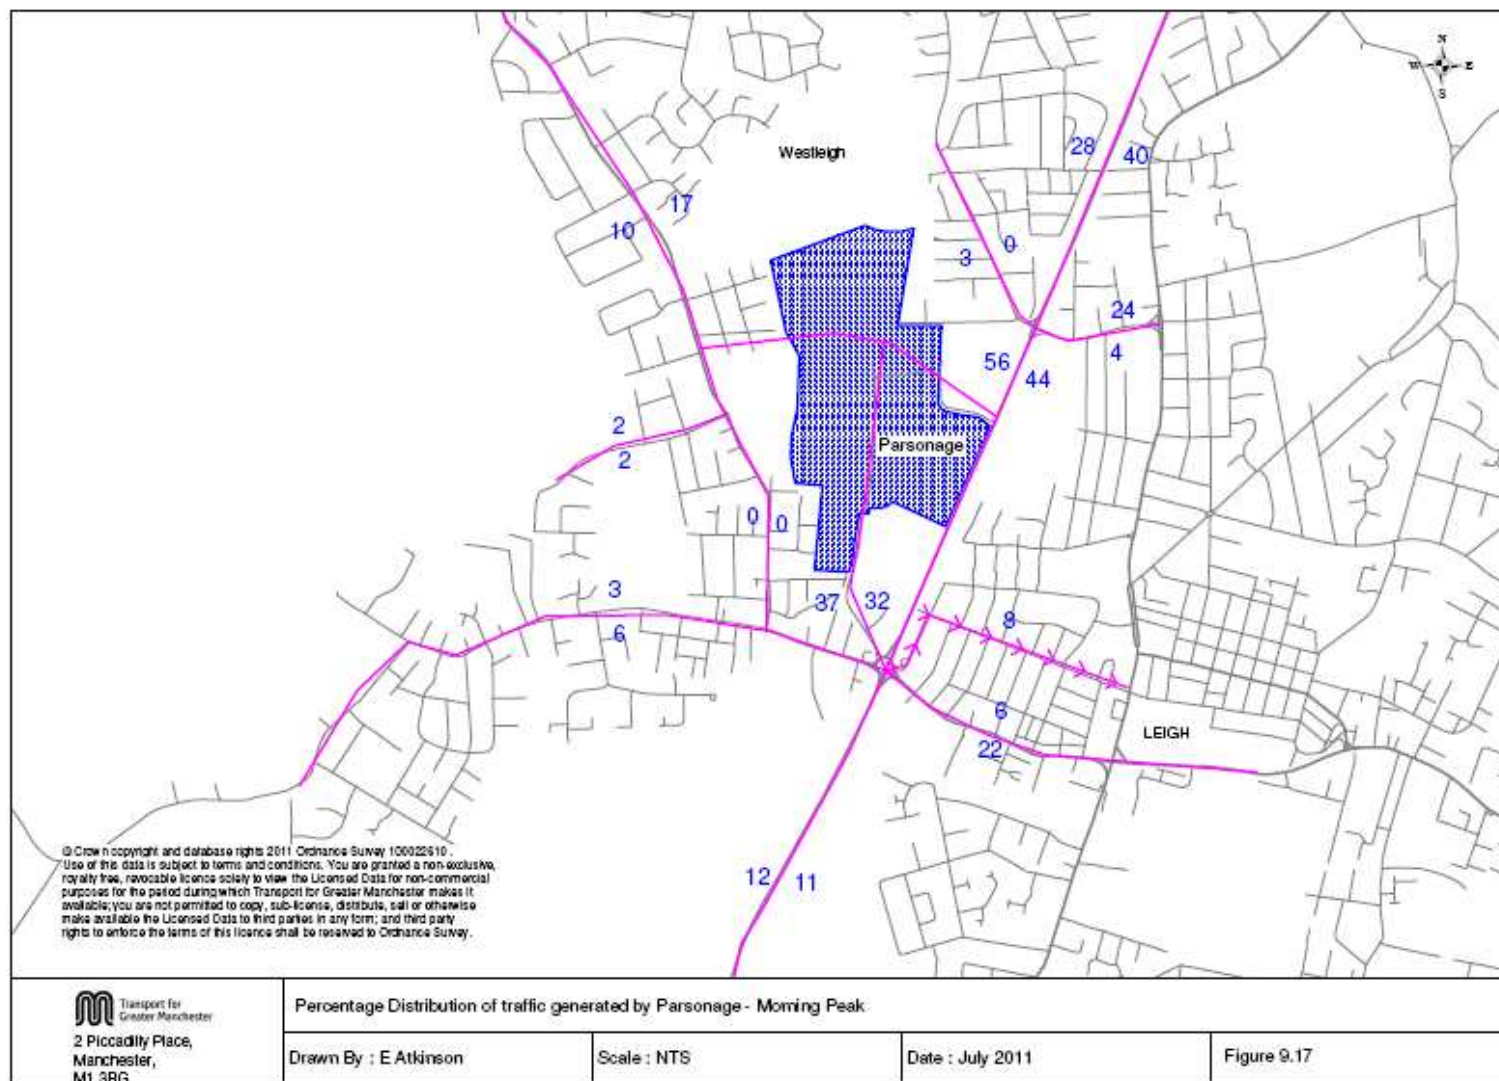 N
W E
S
Westleigh
28
40
17
10
0
3
24
4
56
44
Parsonage
2
2
0
0
3
6
37
32
8
6
22
LEIGH
12
11
© Crown copyright and database rights 2011 Ordnance Survey 100022610 .
Use of this data is subject to terms and conditions. You are granted a non-exclusive,
royalty free, revocable licence solely to view the Licensed Data for non-commercial
purposes for the period during which Transport for Greater Manchester makes it
available; you are not permitted to copy, sub-license, distribute, sell or otherwise
make available the Licensed Data to third parties in any form; and third party
rights to enforce the terms of this licence shall be reserved to Ordnance Survey.
Transport for
Greater Manchester
2 Piccadilly Place,
Manchester,
M1 3BG
Percentage Distribution of traffic generated by Parsonage - Morning Peak
Drawn By : E Atkinson
Scale : NTS
Date : July 2011
Figure 9.17